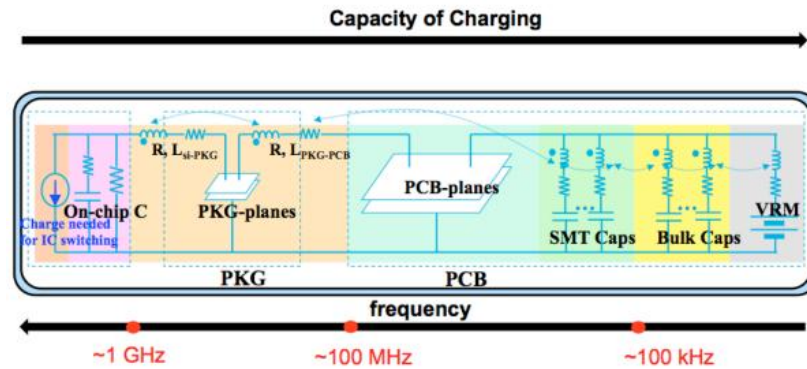 Capacity of Charging
R, Lsi-PKG
R, LPKG-PCB
On-chip C
PKG-planes
PCB-planes
Charge needed
for IC switching
SMT Caps
Bulk Caps
VRM
PKG
PCB
frequency
~1 GHz
~100 MHz
~100 kHz